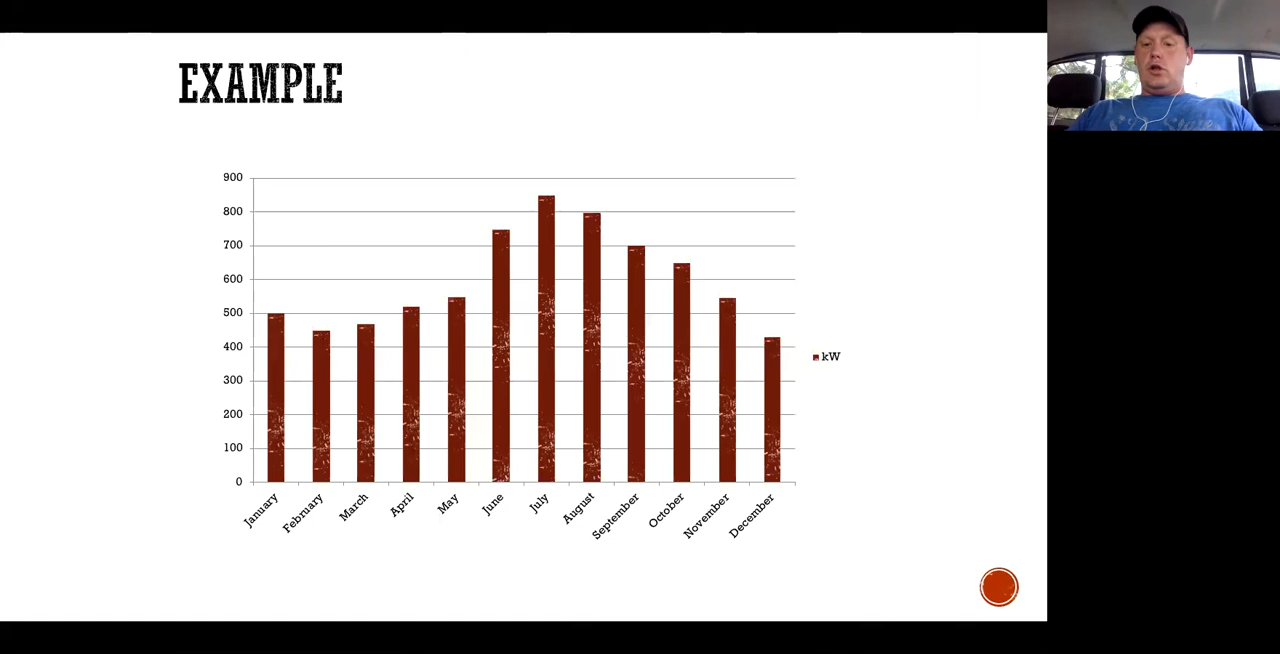 EXAMPLE
900
800
700
600
500
400
300
200
100
0
January
February
March
April
May
June
July
August
September
October
November
December
kW